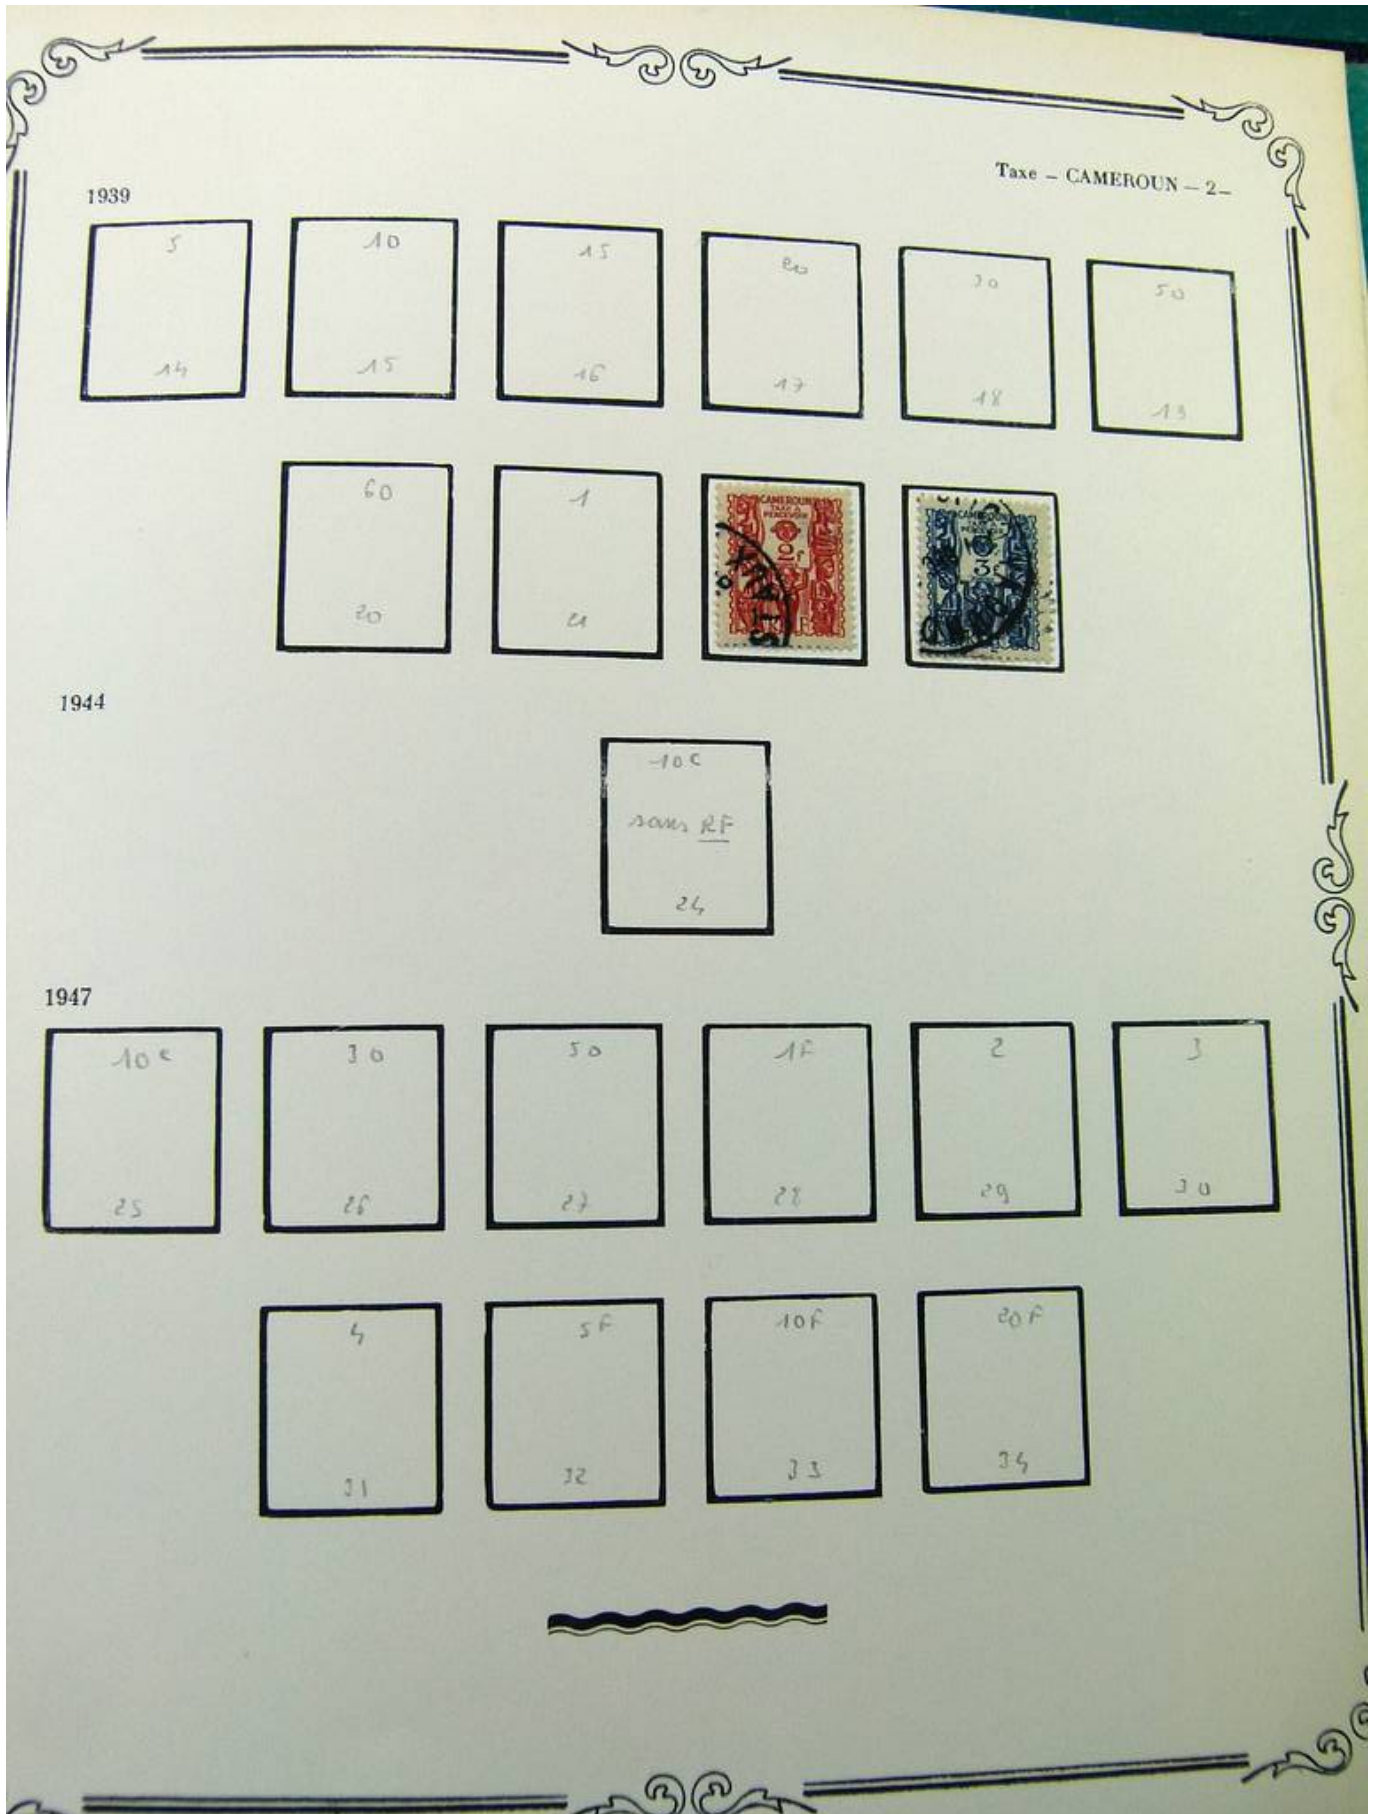 Taxe – CAMEROUN – 2–
1939
5 10 15 20 30 50
14 15 16 17 18 19
60 1
CAMEROUN
TAXE À
PERCEVOIR
2F
CAMEROUN
3F
20 21
1944
10 c
sans RF
24
1947
10 c 30 50 1F 2 3
25 26 27 28 29 30
4 5F 10F 20F
31 32 33 34